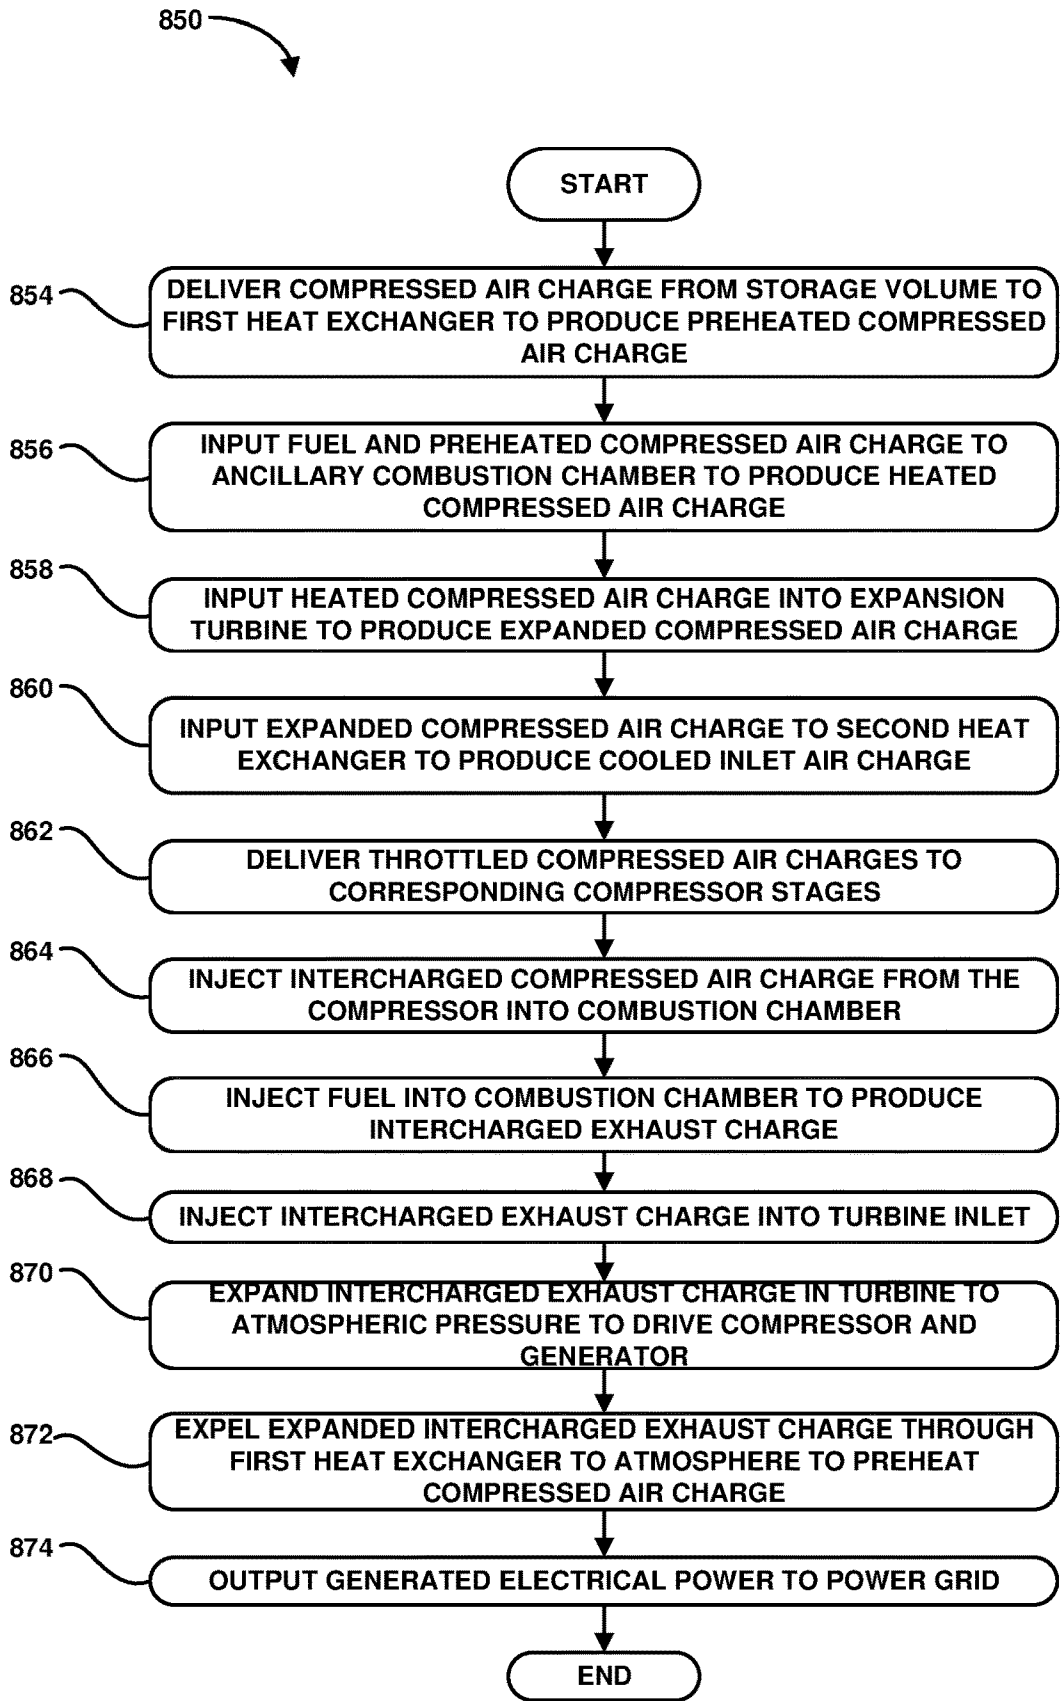 850
START
854
DELIVER COMPRESSED AIR CHARGE FROM STORAGE VOLUME TO
FIRST HEAT EXCHANGER TO PRODUCE PREHEATED COMPRESSED
AIR CHARGE
856
INPUT FUEL AND PREHEATED COMPRESSED AIR CHARGE TO
ANCILLARY COMBUSTION CHAMBER TO PRODUCE HEATED
COMPRESSED AIR CHARGE
858
INPUT HEATED COMPRESSED AIR CHARGE INTO EXPANSION
TURBINE TO PRODUCE EXPANDED COMPRESSED AIR CHARGE
860
INPUT EXPANDED COMPRESSED AIR CHARGE TO SECOND HEAT
EXCHANGER TO PRODUCE COOLED INLET AIR CHARGE
862
DELIVER THROTTLED COMPRESSED AIR CHARGES TO
CORRESPONDING COMPRESSOR STAGES
864
INJECT INTERCHARGED COMPRESSED AIR CHARGE FROM THE
COMPRESSOR INTO COMBUSTION CHAMBER
866
INJECT FUEL INTO COMBUSTION CHAMBER TO PRODUCE
INTERCHARGED EXHAUST CHARGE
868
INJECT INTERCHARGED EXHAUST CHARGE INTO TURBINE INLET
870
EXPAND INTERCHARGED EXHAUST CHARGE IN TURBINE TO
ATMOSPHERIC PRESSURE TO DRIVE COMPRESSOR AND
GENERATOR
872
EXPEL EXPANDED INTERCHARGED EXHAUST CHARGE THROUGH
FIRST HEAT EXCHANGER TO ATMOSPHERE TO PREHEAT
COMPRESSED AIR CHARGE
874
OUTPUT GENERATED ELECTRICAL POWER TO POWER GRID
END